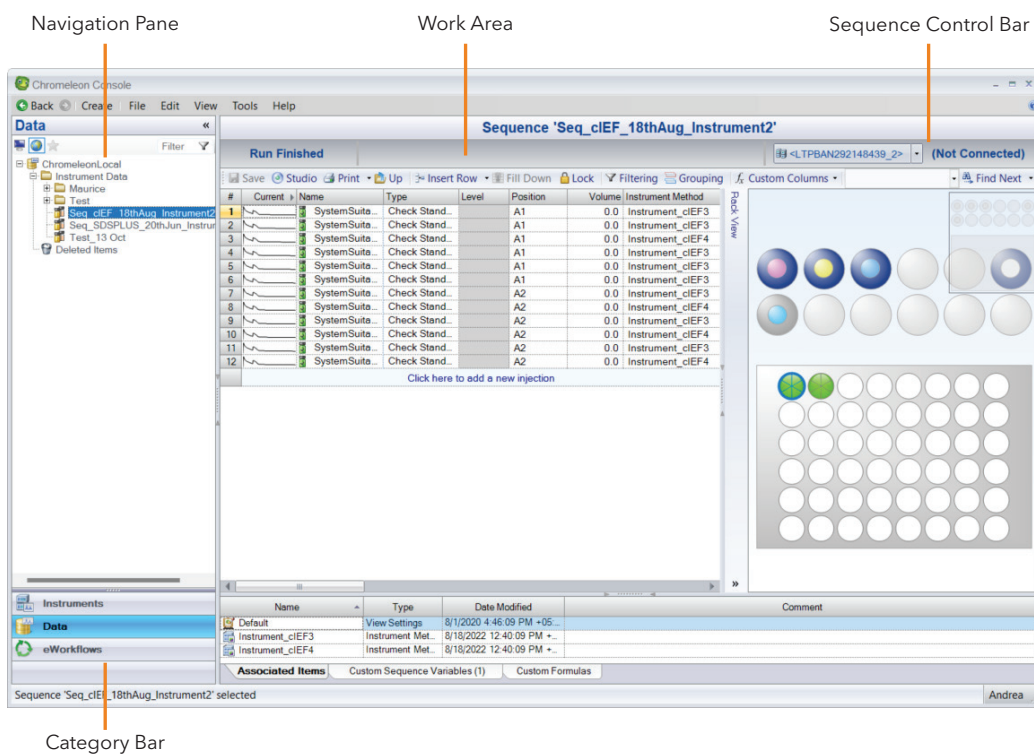 Navigation Pane
Work Area
Sequence Control Bar
Chromeleon Console
Back Create File Edit View Tools Help
Data «
Filter
Sequence 'Seq_cIEF_18thAug_Instrument2'
Run Finished
<LTPBAN292148439_2> (Not Connected)
Save Studio Print Up Insert Row Fill Down Lock Filtering Grouping Custom Columns Find Next
ChromeleonLocal
Instrument Data
Maurice
Test
Seq_cIEF_18thAug_Instrument2
Seq_SDSPLUS_20thJun_Instrur
Test_13 Oct
Deleted Items
# Current Name Type Level Position Volume Instrument Method
1 SystemSuita... Check Stand... A1 0.0 Instrument_cIEF3
2 SystemSuita... Check Stand... A1 0.0 Instrument_cIEF3
3 SystemSuita... Check Stand... A1 0.0 Instrument_cIEF4
4 SystemSuita... Check Stand... A1 0.0 Instrument_cIEF3
5 SystemSuita... Check Stand... A1 0.0 Instrument_cIEF3
6 SystemSuita... Check Stand... A1 0.0 Instrument_cIEF3
7 SystemSuita... Check Stand... A2 0.0 Instrument_cIEF3
8 SystemSuita... Check Stand... A2 0.0 Instrument_cIEF4
9 SystemSuita... Check Stand... A2 0.0 Instrument_cIEF3
10 SystemSuita... Check Stand... A2 0.0 Instrument_cIEF4
11 SystemSuita... Check Stand... A2 0.0 Instrument_cIEF3
12 SystemSuita... Check Stand... A2 0.0 Instrument_cIEF4
Click here to add a new injection
Rack View
»
Instruments
Data
eWorkflows
Name Type Date Modified Comment
Default View Settings 8/1/2020 4:46:09 PM +05:...
Instrument_cIEF3 Instrument Met... 8/18/2022 12:40:09 PM +...
Instrument_cIEF4 Instrument Met... 8/18/2022 12:40:09 PM +...
Associated Items Custom Sequence Variables (1) Custom Formulas
Sequence 'Seq_cIEF_18thAug_Instrument2' selected
Andrea
Category Bar